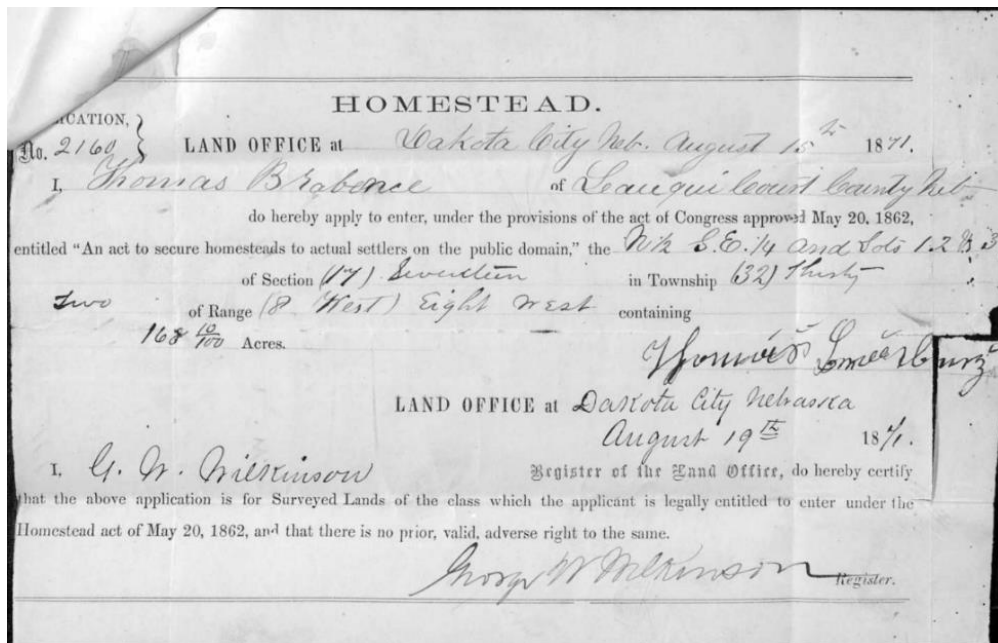 HOMESTEAD.
ICATION,
No. 2160 } LAND OFFICE at Dakota City Neb. August 15th 1871.
I, Thomas Brabence of Leauqui Court County Neb
do hereby apply to enter, under the provisions of the act of Congress approved May 20, 1862,
entitled "An act to secure homesteads to actual settlers on the public domain," the N½ S.E. ¼ and Lots 1. 2 & 3
of Section (17) Seventeen in Township (32) Thirty
Two of Range (8 West) Eight West containing
168 10/100 Acres.
Thomas
LAND OFFICE at Dakota City Nebraska
August 19th 1871.
I, G. W. Wilkinson Register of the Land Office, do hereby certify
that the above application is for Surveyed Lands of the class which the applicant is legally entitled to enter under the
Homestead act of May 20, 1862, and that there is no prior, valid, adverse right to the same.
George W Wilkinson Register.